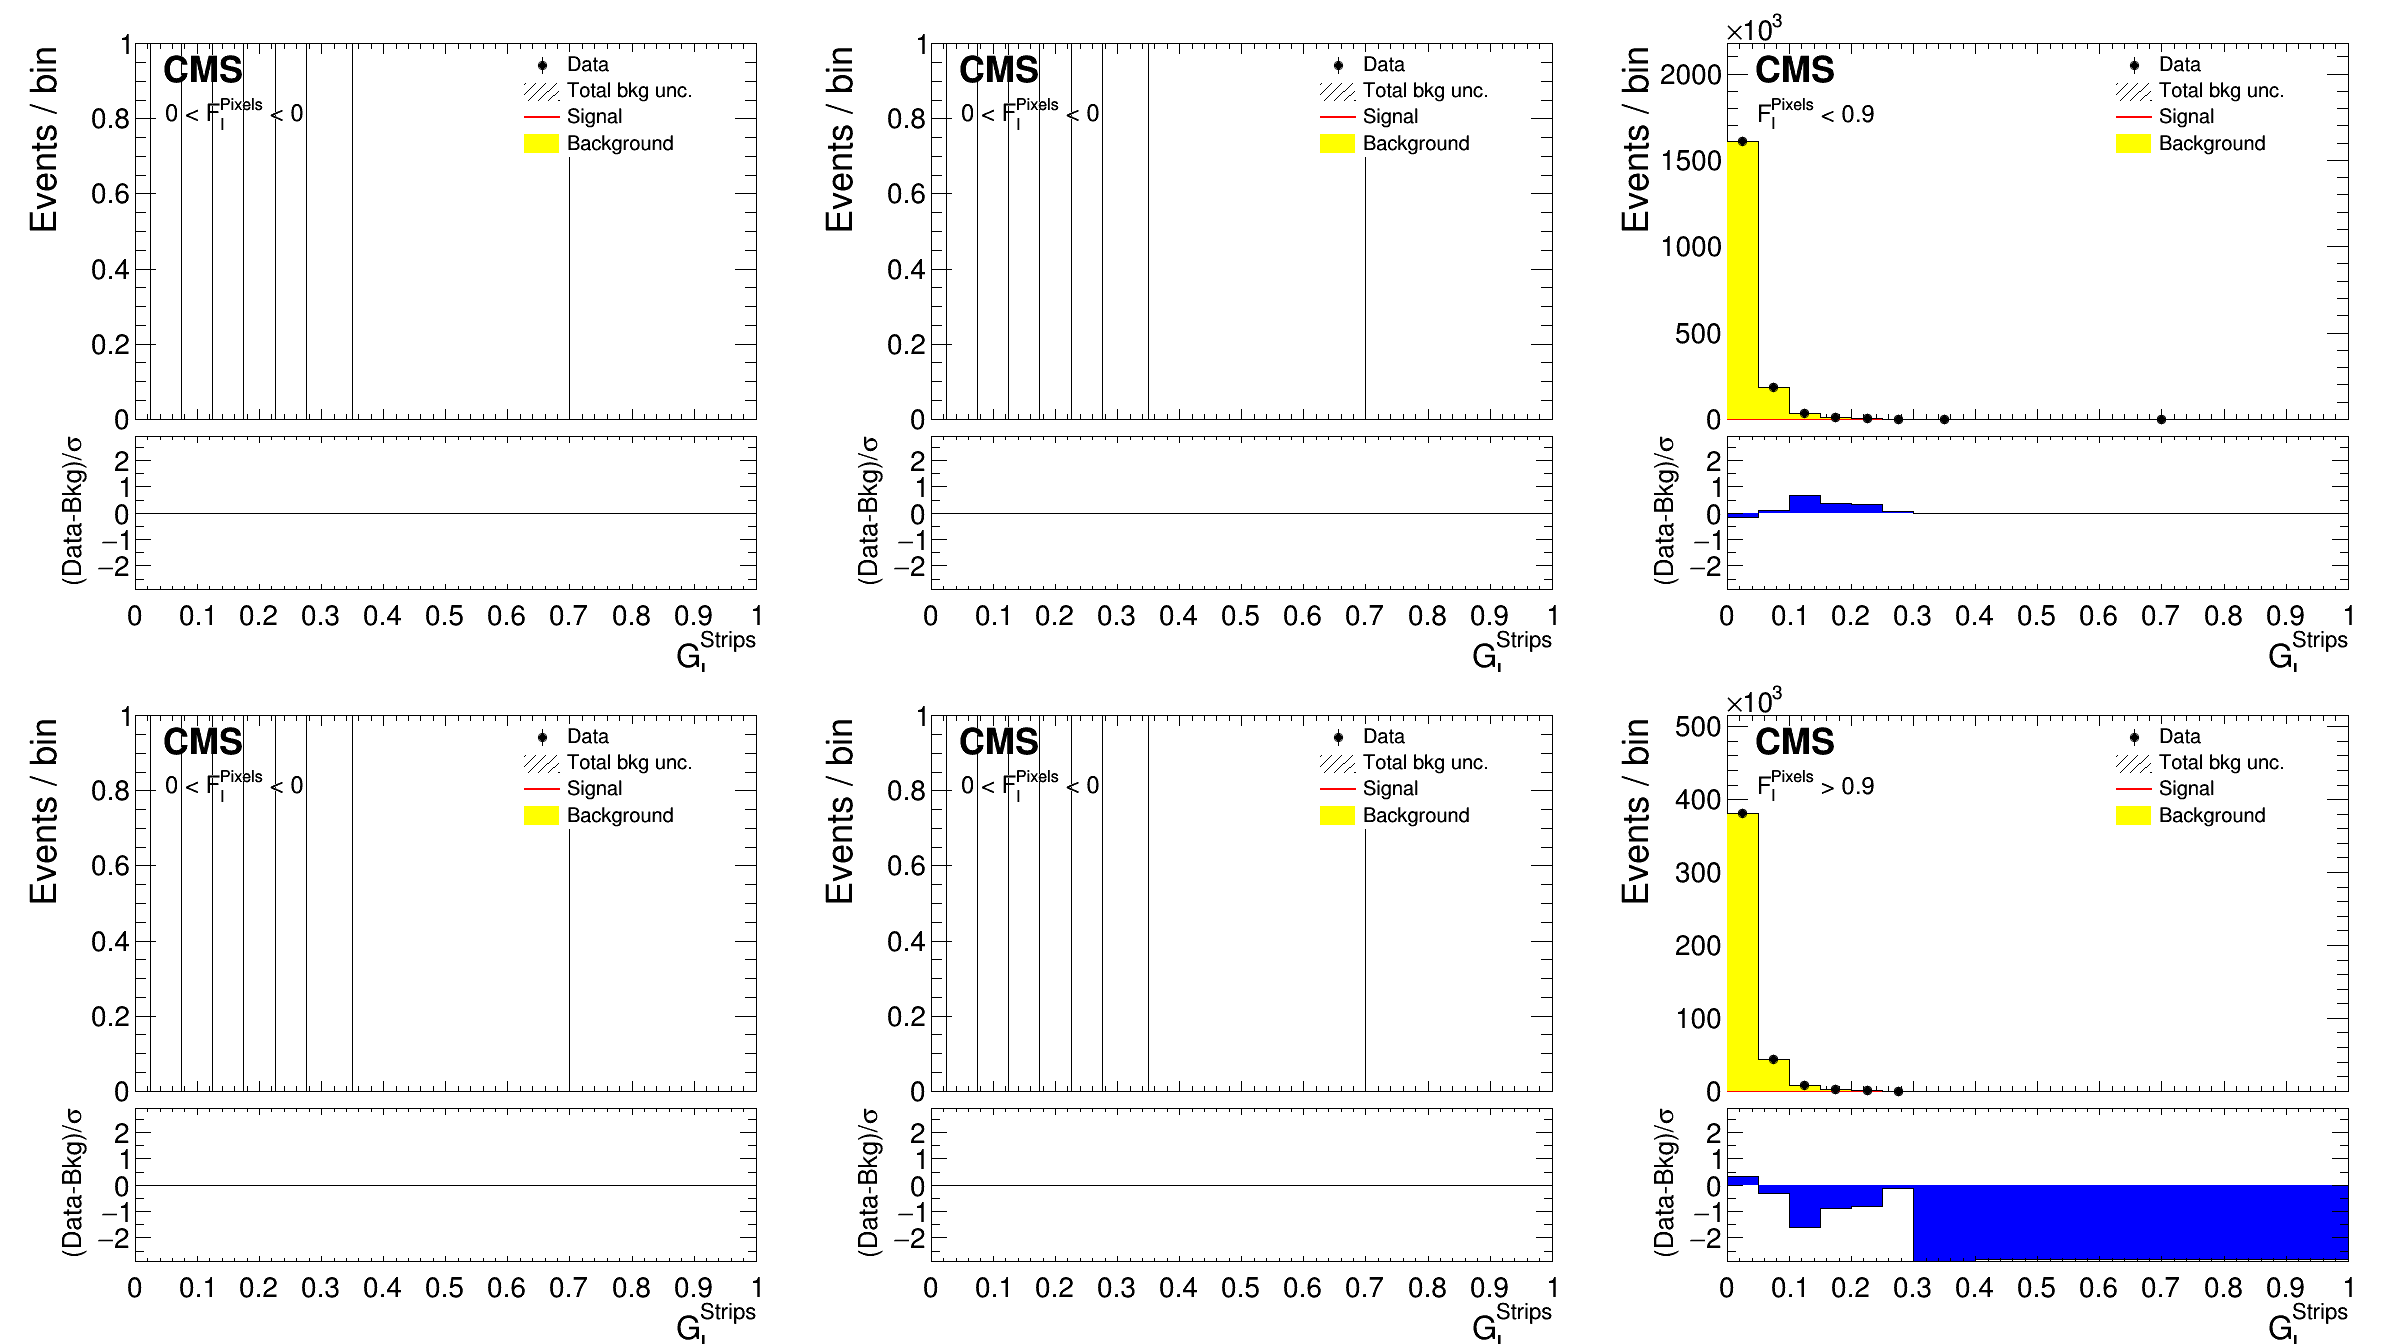 1
CMS
0 < F_I^Pixels < 0
Data
Total bkg unc.
Signal
Background
Events / bin
0.8
0.6
0.4
0.2
0
(Data-Bkg)/σ
2
1
0
−1
−2
0 0.1 0.2 0.3 0.4 0.5 0.6 0.7 0.8 0.9 1
G_I^Strips
1
CMS
0 < F_I^Pixels < 0
Data
Total bkg unc.
Signal
Background
Events / bin
0.8
0.6
0.4
0.2
0
(Data-Bkg)/σ
2
1
0
−1
−2
0 0.1 0.2 0.3 0.4 0.5 0.6 0.7 0.8 0.9 1
G_I^Strips
×10³
CMS
F_I^Pixels < 0.9
Data
Total bkg unc.
Signal
Background
Events / bin
2000
1500
1000
500
0
(Data-Bkg)/σ
2
1
0
−1
−2
0 0.1 0.2 0.3 0.4 0.5 0.6 0.7 0.8 0.9 1
G_I^Strips
1
CMS
0 < F_I^Pixels < 0
Data
Total bkg unc.
Signal
Background
Events / bin
0.8
0.6
0.4
0.2
0
(Data-Bkg)/σ
2
1
0
−1
−2
0 0.1 0.2 0.3 0.4 0.5 0.6 0.7 0.8 0.9 1
G_I^Strips
1
CMS
0 < F_I^Pixels < 0
Data
Total bkg unc.
Signal
Background
Events / bin
0.8
0.6
0.4
0.2
0
(Data-Bkg)/σ
2
1
0
−1
−2
0 0.1 0.2 0.3 0.4 0.5 0.6 0.7 0.8 0.9 1
G_I^Strips
×10³
CMS
F_I^Pixels > 0.9
Data
Total bkg unc.
Signal
Background
Events / bin
500
400
300
200
100
0
(Data-Bkg)/σ
2
1
0
−1
−2
0 0.1 0.2 0.3 0.4 0.5 0.6 0.7 0.8 0.9 1
G_I^Strips